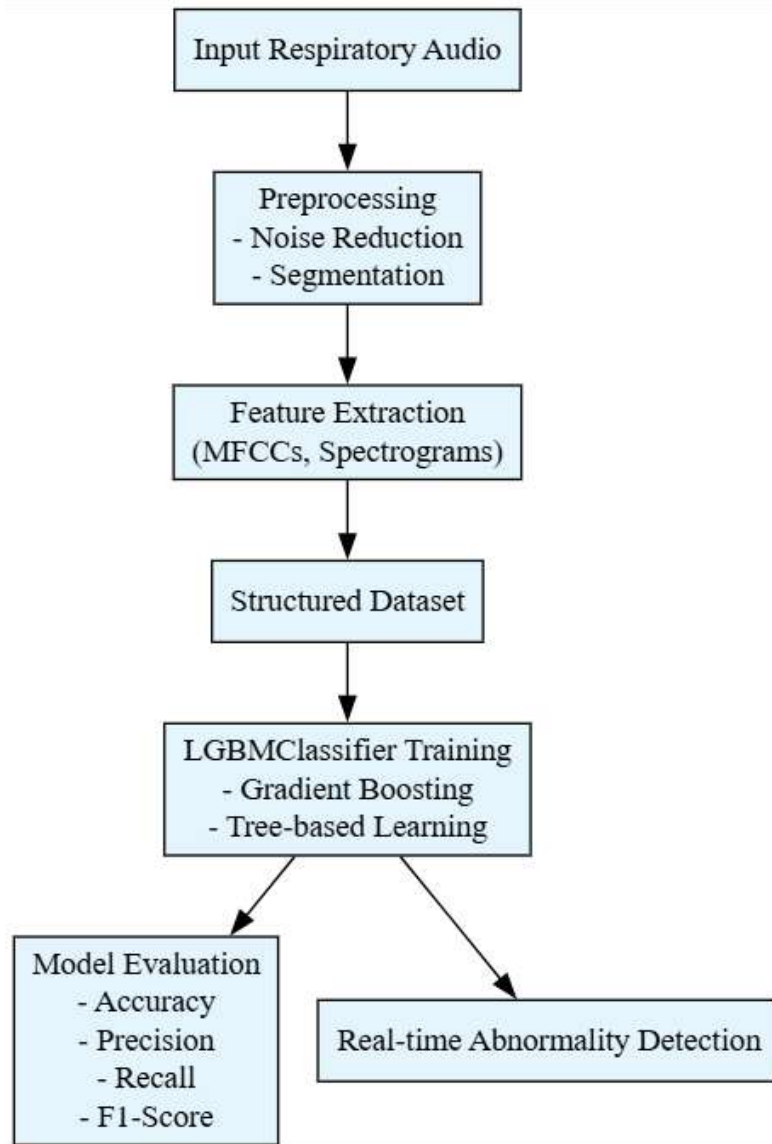 Input Respiratory Audio
Preprocessing
- Noise Reduction
- Segmentation
Feature Extraction
(MFCCs, Spectrograms)
Structured Dataset
LGBMClassifier Training
- Gradient Boosting
- Tree-based Learning
Model Evaluation
- Accuracy
- Precision
- Recall
- F1-Score
Real-time Abnormality Detection